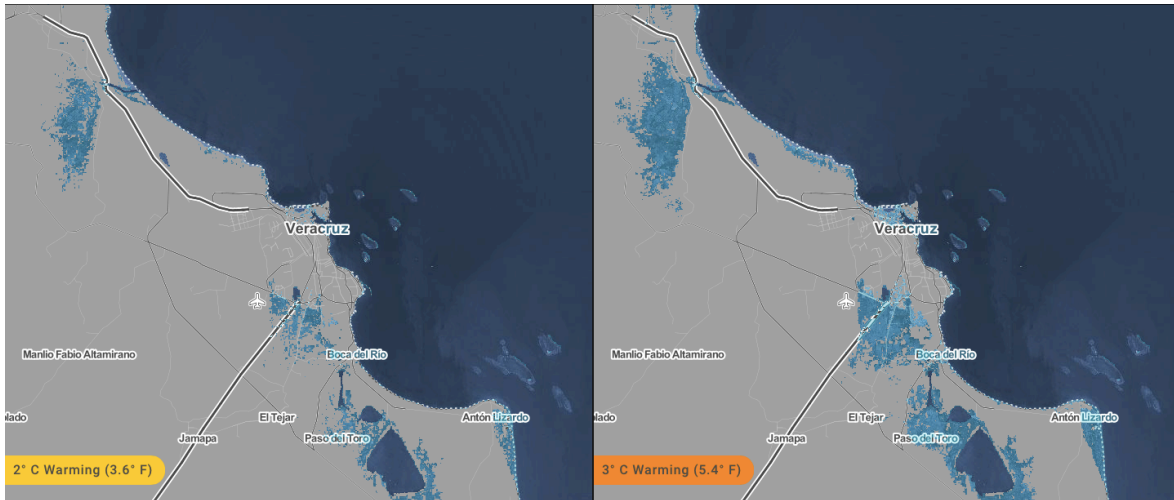 Veracruz
Manlio Fabio Altamirano
Boca del Río
olado
El Tejar
Antón Lizardo
Jamapa
Paso del Toro
2° C Warming (3.6° F)
Veracruz
Manlio Fabio Altamirano
Boca del Río
olado
El Tejar
Antón Lizardo
Jamapa
Paso del Toro
3° C Warming (5.4° F)